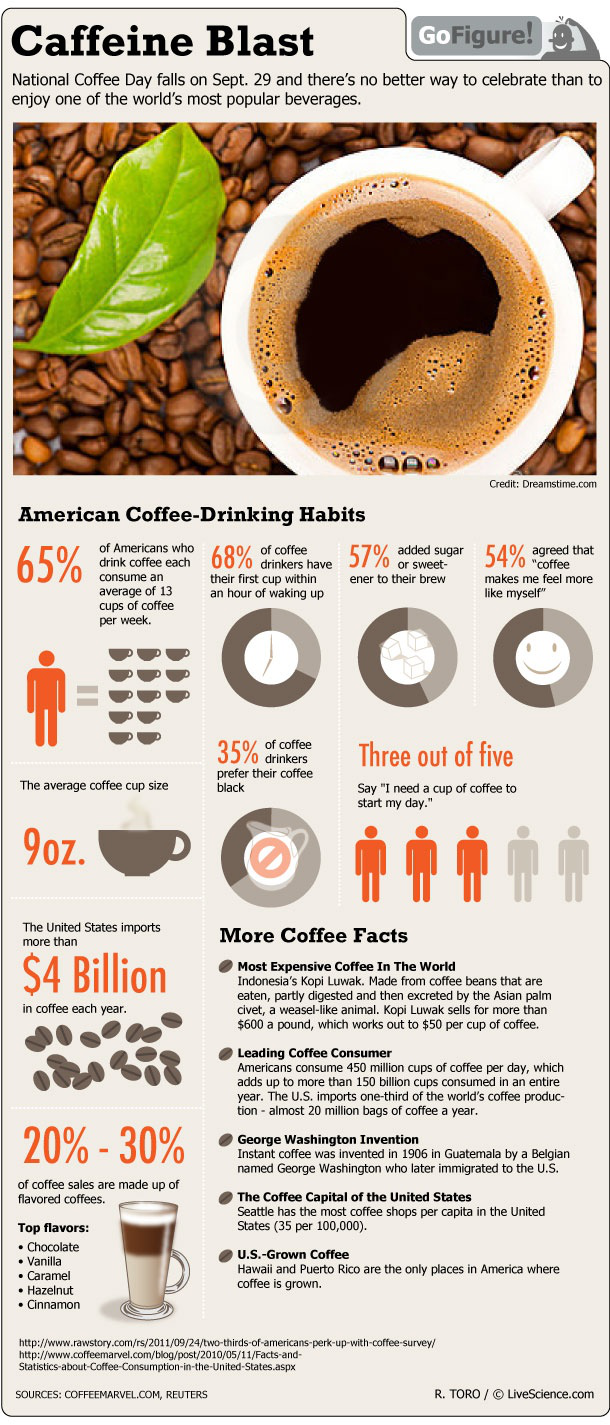 Caffeine Blast
GoFigure!
National Coffee Day falls on Sept. 29 and there's no better way to celebrate than to
enjoy one of the world's most popular beverages.
Credit: Dreamstime.com
American Coffee-Drinking Habits
65%
of Americans who
drink coffee each
consume an
average of 13
cups of coffee
per week.
68% of coffee
drinkers have
their first cup within
an hour of waking up
57% added sugar
or sweet-
ener to their brew
54% agreed that
"coffee
makes me feel more
like myself"
35% of coffee
drinkers
prefer their coffee
black
Three out of five
Say "I need a cup of coffee to
start my day."
The average coffee cup size
9oz.
The United States imports
more than
$4 Billion
in coffee each year.
20% - 30%
of coffee sales are made up of
flavored coffees.
Top flavors:
• Chocolate
• Vanilla
• Caramel
• Hazelnut
• Cinnamon
More Coffee Facts
Most Expensive Coffee In The World
Indonesia's Kopi Luwak. Made from coffee beans that are
eaten, partly digested and then excreted by the Asian palm
civet, a weasel-like animal. Kopi Luwak sells for more than
$600 a pound, which works out to $50 per cup of coffee.
Leading Coffee Consumer
Americans consume 450 million cups of coffee per day, which
adds up to more than 150 billion cups consumed in an entire
year. The U.S. imports one-third of the world's coffee produc-
tion - almost 20 million bags of coffee a year.
George Washington Invention
Instant coffee was invented in 1906 in Guatemala by a Belgian
named George Washington who later immigrated to the U.S.
The Coffee Capital of the United States
Seattle has the most coffee shops per capita in the United
States (35 per 100,000).
U.S.-Grown Coffee
Hawaii and Puerto Rico are the only places in America where
coffee is grown.
http://www.rawstory.com/rs/2011/09/24/two-thirds-of-americans-perk-up-with-coffee-survey/
http://www.coffeemarvel.com/blog/post/2010/05/11/Facts-and-
Statistics-about-Coffee-Consumption-in-the-United-States.aspx
SOURCES: COFFEEMARVEL.COM, REUTERS
R. TORO / © LiveScience.com